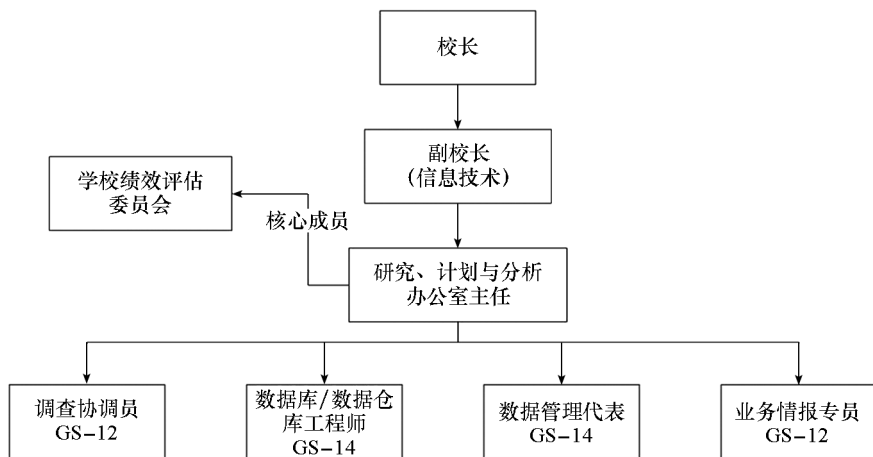 校长
副校长
(信息技术)
学校绩效评估
委员会
核心成员
研究、计划与分析
办公室主任
调查协调员
GS-12
数据库/数据仓
库工程师
GS-14
数据管理代表
GS-14
业务情报专员
GS-12